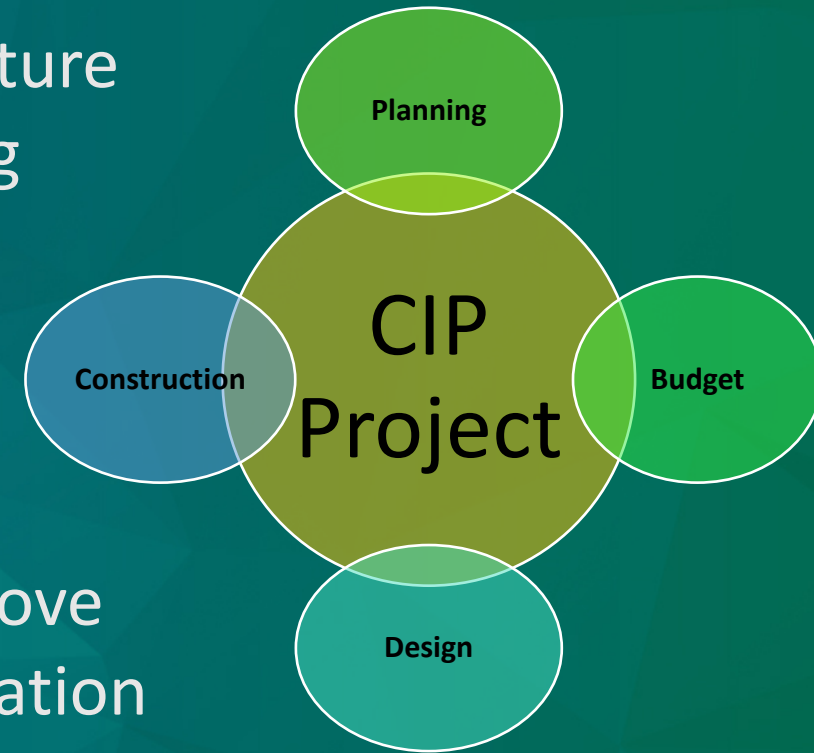 ture
g
ove
ation
Planning
CIP
Project
Construction
Budget
Design